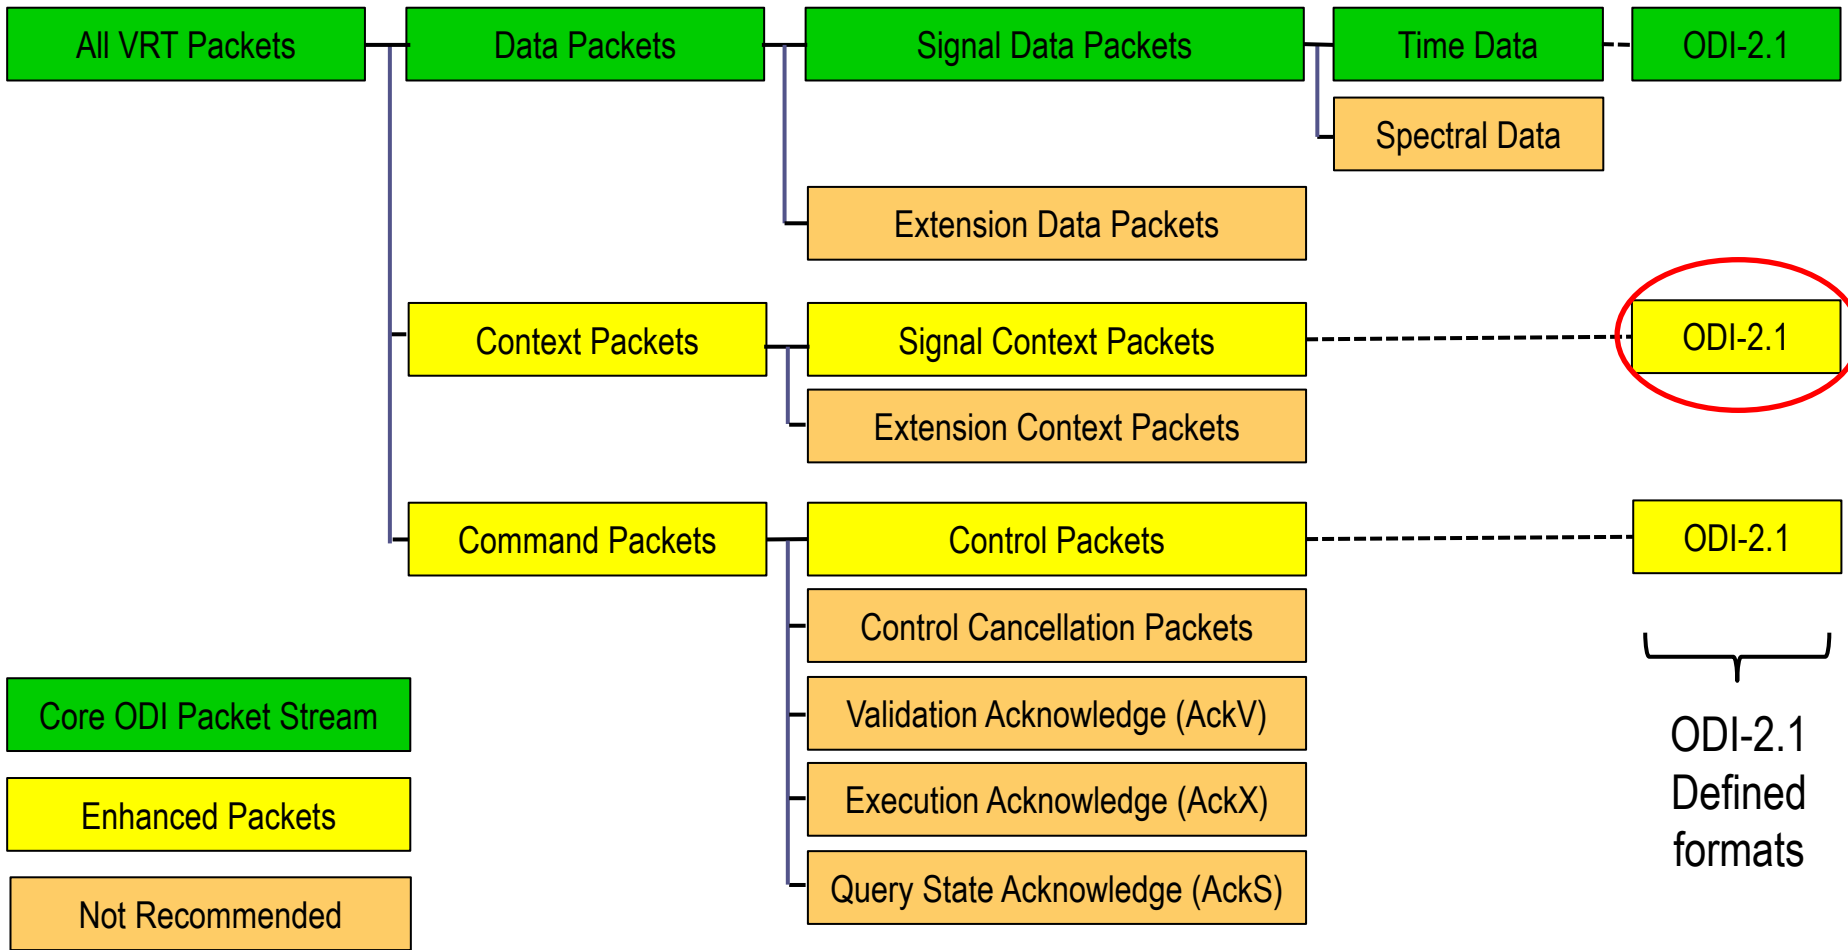 All VRT Packets
Data Packets
Signal Data Packets
Time Data
ODI-2.1
Spectral Data
Extension Data Packets
Context Packets
Signal Context Packets
ODI-2.1
Extension Context Packets
Command Packets
Control Packets
ODI-2.1
Control Cancellation Packets
Validation Acknowledge (AckV)
Execution Acknowledge (AckX)
Query State Acknowledge (AckS)
Core ODI Packet Stream
Enhanced Packets
Not Recommended
ODI-2.1
Defined
formats